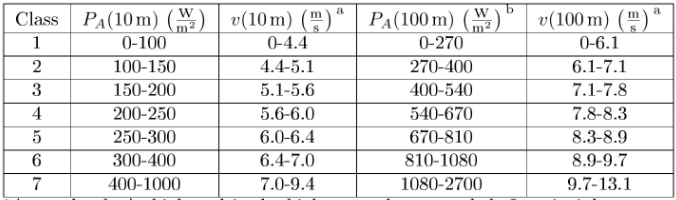 Class P_A(10 m) (W/m²) v(10 m) (m/s)ᵃ P_A(100 m) (W/m²)ᵇ v(100 m) (m/s)ᵃ
1 0-100 0-4.4 0-270 0-6.1
2 100-150 4.4-5.1 270-400 6.1-7.1
3 150-200 5.1-5.6 400-540 7.1-7.8
4 200-250 5.6-6.0 540-670 7.8-8.3
5 250-300 6.0-6.4 670-810 8.3-8.9
6 300-400 6.4-7.0 810-1080 8.9-9.7
7 400-1000 7.0-9.4 1080-2700 9.7-13.1